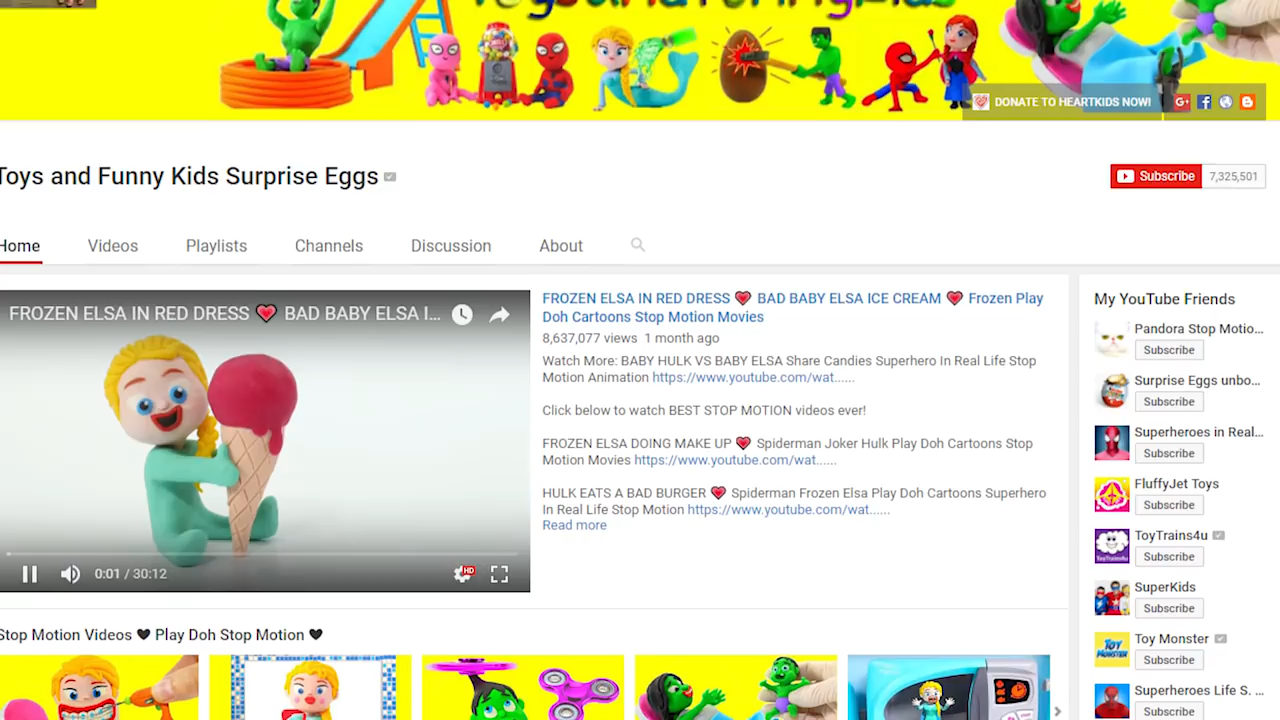 DONATE TO HEARTKIDS NOW!
Toys and Funny Kids Surprise Eggs
Subscribe 7,325,501
Home Videos Playlists Channels Discussion About
FROZEN ELSA IN RED DRESS 💗 BAD BABY ELSA I...
0:01 / 30:12
HD
FROZEN ELSA IN RED DRESS 💗 BAD BABY ELSA ICE CREAM 💗 Frozen Play
Doh Cartoons Stop Motion Movies
8,637,077 views 1 month ago
Watch More: BABY HULK VS BABY ELSA Share Candies Superhero In Real Life Stop
Motion Animation https://www.youtube.com/wat......
Click below to watch BEST STOP MOTION videos ever!
FROZEN ELSA DOING MAKE UP 💗 Spiderman Joker Hulk Play Doh Cartoons Stop
Motion Movies https://www.youtube.com/wat......
HULK EATS A BAD BURGER 💗 Spiderman Frozen Elsa Play Doh Cartoons Superhero
In Real Life Stop Motion https://www.youtube.com/wat......
Read more
My YouTube Friends
Pandora Stop Motio...
Subscribe
Surprise Eggs unbo...
Subscribe
Superheroes in Real...
Subscribe
FluffyJet Toys
Subscribe
ToyTrains4u
Subscribe
SuperKids
Subscribe
Toy Monster
Subscribe
Superheroes Life S. ...
Subscribe
ToyTrains4u
TOY
MONSTER
Stop Motion Videos ♥ Play Doh Stop Motion ♥